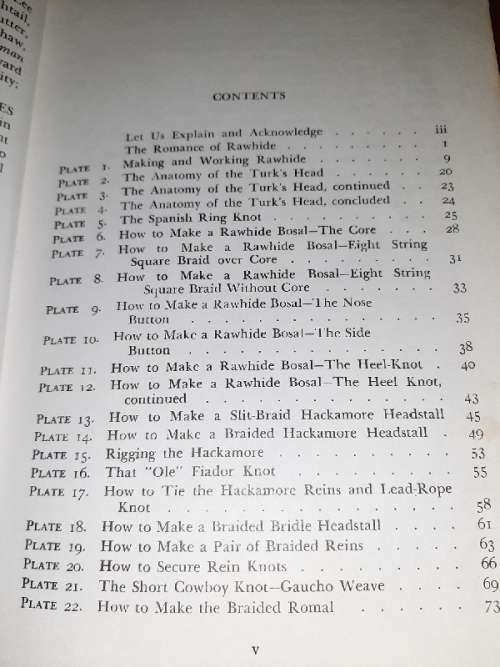 ghtail,
man
ity;
ES
in
CONTENTS
Let Us Explain and Acknowledge . . . . . . iii
The Romance of Rawhide . . . . . . . . 1
PLATE 1. Making and Working Rawhide . . . . . . 9
PLATE 2. The Anatomy of the Turk's Head . . . . . 20
PLATE 3. The Anatomy of the Turk's Head, continued . . 23
PLATE 4. The Anatomy of the Turk's Head, concluded . . 24
PLATE 5. The Spanish Ring Knot . . . . . . . . 25
PLATE 6. How to Make a Rawhide Bosal—The Core . . . 28
PLATE 7. How to Make a Rawhide Bosal—Eight String
Square Braid over Core . . . . . . . 31
PLATE 8. How to Make a Rawhide Bosal—Eight String
Square Braid Without Core . . . . . . 33
PLATE 9. How to Make a Rawhide Bosal—The Nose
Button . . . . . . . . . . . . 35
PLATE 10. How to Make a Rawhide Bosal—The Side
Button . . . . . . . . . . . . 38
PLATE 11. How to Make a Rawhide Bosal—The Heel-Knot . 40
PLATE 12. How to Make a Rawhide Bosal—The Heel Knot,
continued . . . . . . . . . . . 43
PLATE 13. How to Make a Slit-Braid Hackamore Headstall 45
PLATE 14. How to Make a Braided Hackamore Headstall . 49
PLATE 15. Rigging the Hackamore . . . . . . . . 53
PLATE 16. That "Ole" Fiador Knot . . . . . . . . 55
PLATE 17. How to Tie the Hackamore Reins and Lead-Rope
Knot . . . . . . . . . . . . . 58
PLATE 18. How to Make a Braided Bridle Headstall . . . . 61
PLATE 19. How to Make a Pair of Braided Reins . . . . . 63
PLATE 20. How to Secure Rein Knots . . . . . . . 66
PLATE 21. The Short Cowboy Knot—Gaucho Weave . . . 69
PLATE 22. How to Make the Braided Romal . . . . . . 73
v